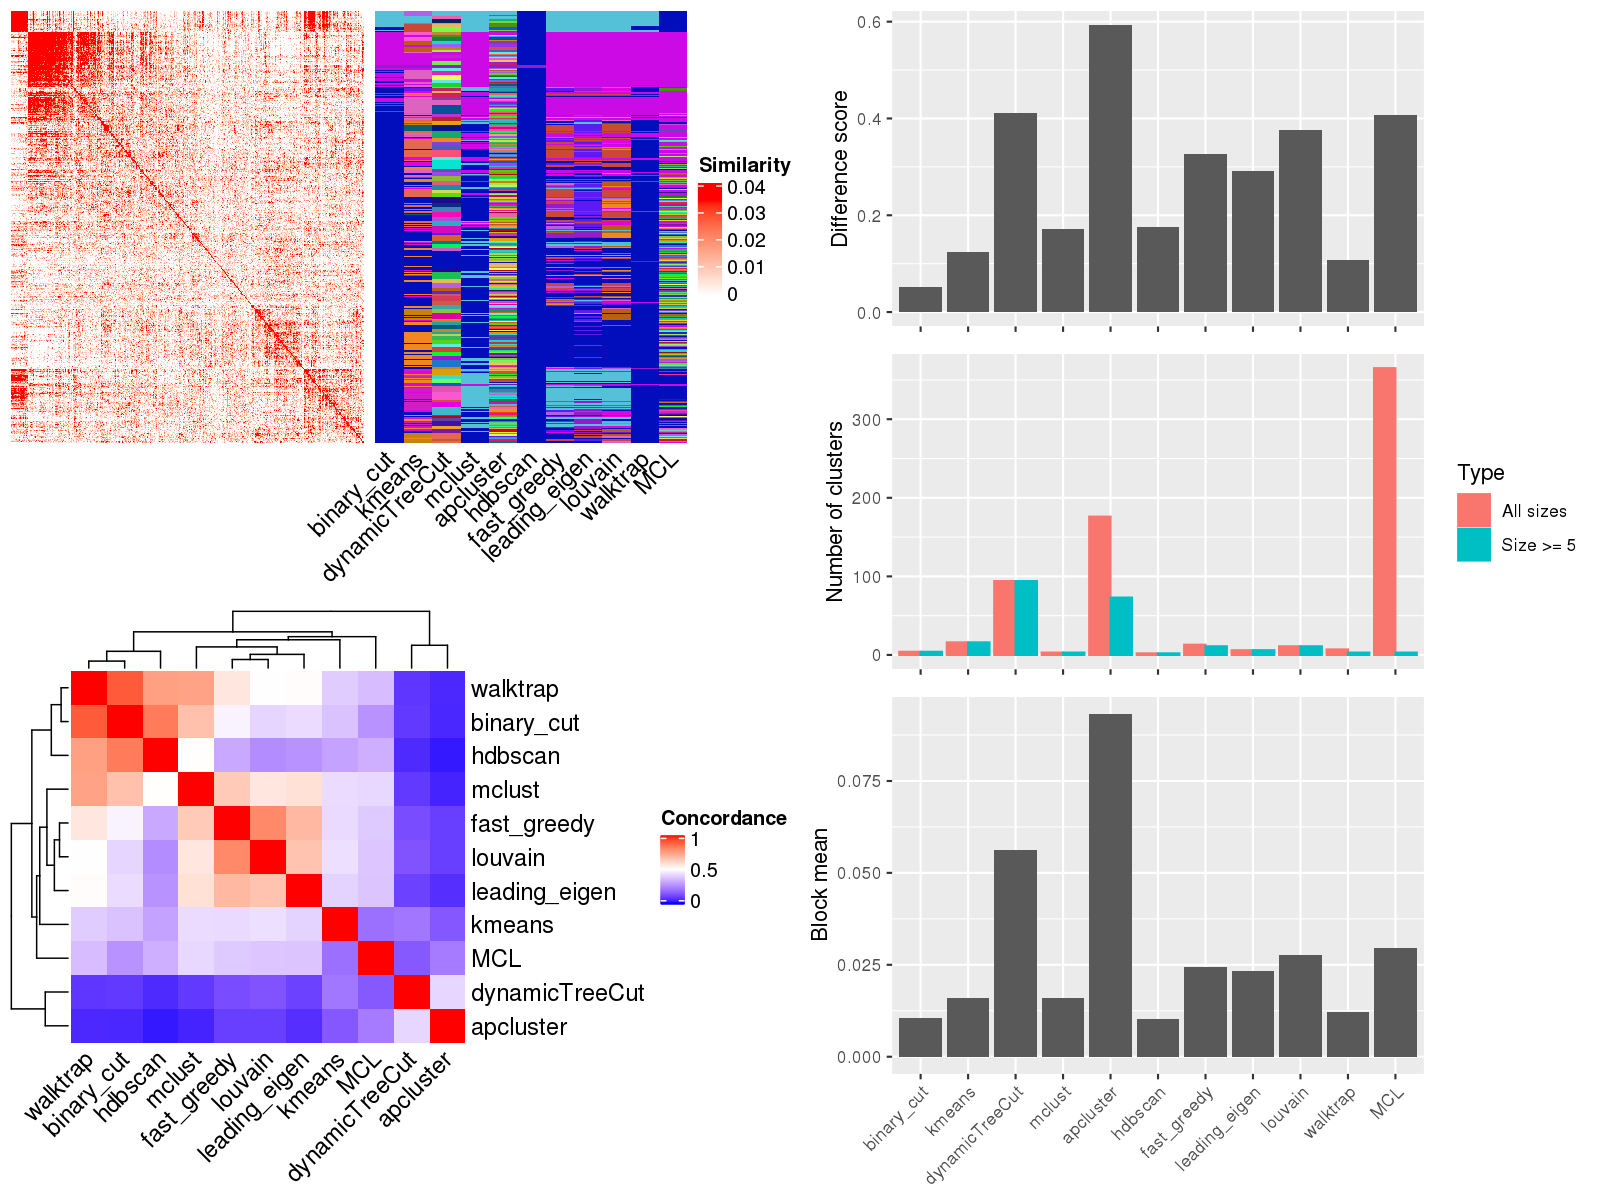 Similarity
0.04
0.03
0.02
0.01
0
binary_cut
kmeans
dynamicTreeCut
mclust
apcluster
hdbscan
fast_greedy
leading_eigen
louvain
walktrap
MCL
walktrap
binary_cut
hdbscan
mclust
fast_greedy
louvain
leading_eigen
kmeans
MCL
dynamicTreeCut
apcluster
walktrap
binary_cut
hdbscan
mclust
fast_greedy
louvain
leading_eigen
kmeans
MCL
dynamicTreeCut
apcluster
Concordance
1
0.5
0
Difference score
0.6
0.4
0.2
0.0
Number of clusters
300
200
100
0
Type
All sizes
Size >= 5
Block mean
0.075
0.050
0.025
0.000
binary_cut
kmeans
dynamicTreeCut
mclust
apcluster
hdbscan
fast_greedy
leading_eigen
louvain
walktrap
MCL